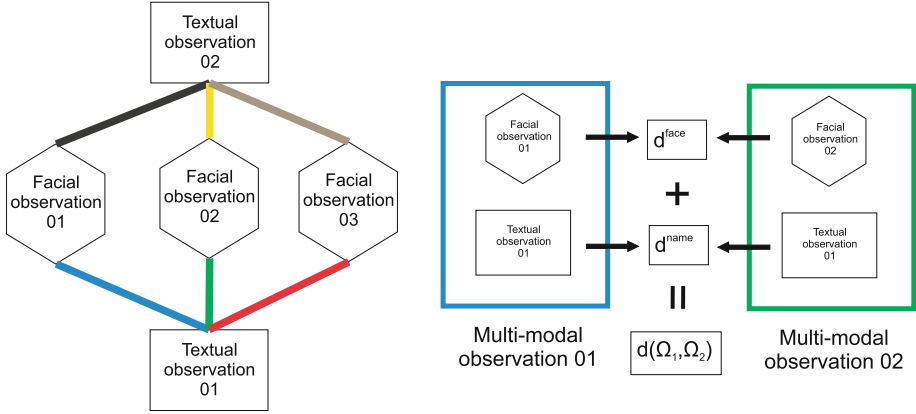 Textual
observation
02
Facial
observation
01
Facial
observation
02
Facial
observation
03
Textual
observation
01
Facial
observation
01
Textual
observation
01
Multi-modal
observation 01
d^face
+
d^name
=
d(Ω₁,Ω₂)
Facial
observation
02
Textual
observation
01
Multi-modal
observation 02